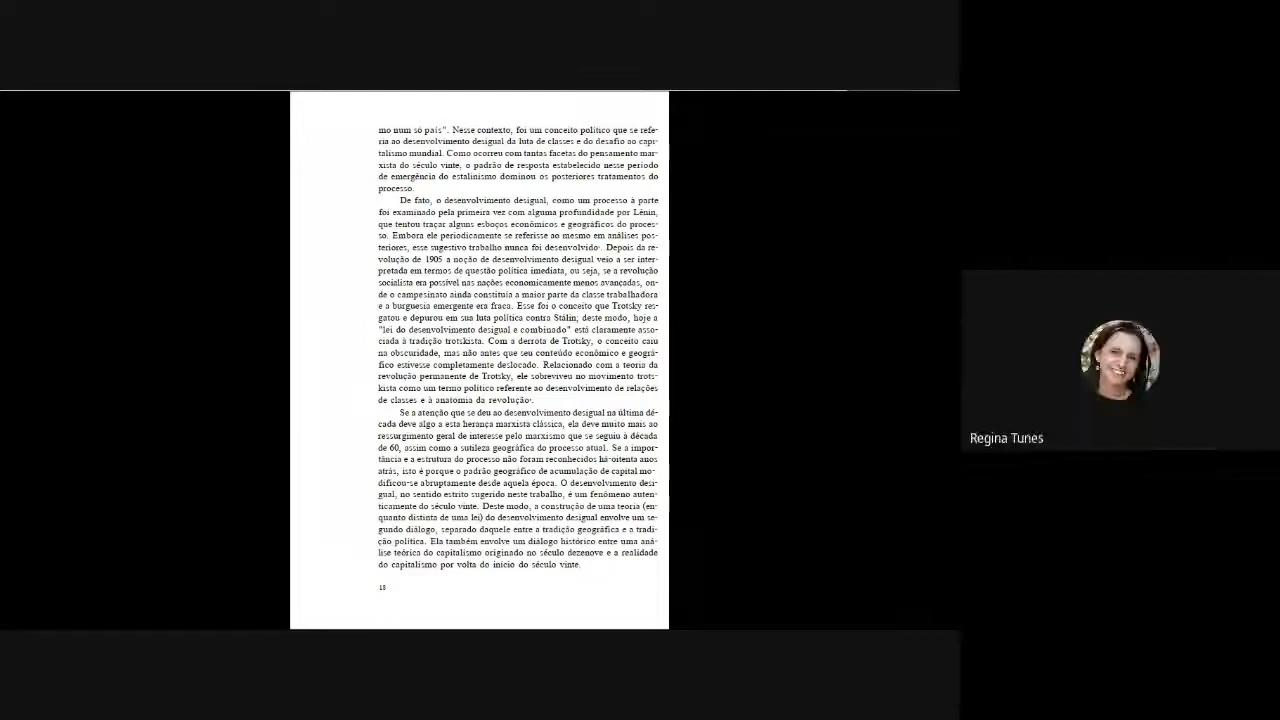 mo num só país". Nesse contexto, foi um conceito político que se refe-
ria ao desenvolvimento desigual da luta de classes e do desafio ao capi-
talismo mundial. Como ocorreu com tantas facetas do pensamento mar-
xista do século vinte, o padrão de resposta estabelecido nesse período
de emergência do estalinismo dominou os posteriores tratamentos do
processo.
De fato, o desenvolvimento desigual, como um processo à parte
foi examinado pela primeira vez com alguma profundidade por Lênin,
que tentou traçar alguns esboços econômicos e geográficos do proces-
so. Embora ele periodicamente se referisse ao mesmo em análises pos-
teriores, esse sugestivo trabalho nunca foi desenvolvido. Depois da re-
volução de 1905 a noção de desenvolvimento desigual veio a ser inter-
pretada em termos de questão política imediata, ou seja, se a revolução
socialista era possível nas nações economicamente menos avançadas, on-
de o campesinato ainda constituía a maior parte da classe trabalhadora
e a burguesia emergente era fraca. Esse foi o conceito que Trotsky res-
gatou e depurou em sua luta política contra Stálin; deste modo, hoje a
"lei do desenvolvimento desigual e combinado" está claramente asso-
ciada à tradição trotskista. Com a derrota de Trotsky, o conceito caiu
na obscuridade, mas não antes que seu conteúdo econômico e geográ-
fico estivesse completamente deslocado. Relacionado com a teoria da
revolução permanente de Trotsky, ele sobreviveu no movimento trots-
kista como um termo político referente ao desenvolvimento de relações
de classes e à anatomia da revolução.
Se a atenção que se deu ao desenvolvimento desigual na última dé-
cada deve algo a esta herança marxista clássica, ela deve muito mais ao
ressurgimento geral de interesse pelo marxismo que se seguiu à década
de 60, assim como a sutileza geográfica do processo atual. Se a impor-
tância e a estrutura do processo não foram reconhecidos há oitenta anos
atrás, isto é porque o padrão geográfico de acumulação de capital mo-
dificou-se abruptamente desde aquela época. O desenvolvimento desi-
gual, no sentido estrito sugerido neste trabalho, é um fenômeno auten-
ticamente do século vinte. Deste modo, a construção de uma teoria (en-
quanto distinta de uma lei) do desenvolvimento desigual envolve um se-
gundo diálogo, separado daquele entre a tradição geográfica e a tradi-
ção política. Ela também envolve um diálogo histórico entre uma aná-
lise teórica do capitalismo originado no século dezenove e a realidade
do capitalismo por volta do início do século vinte.
18
Regina Tunes